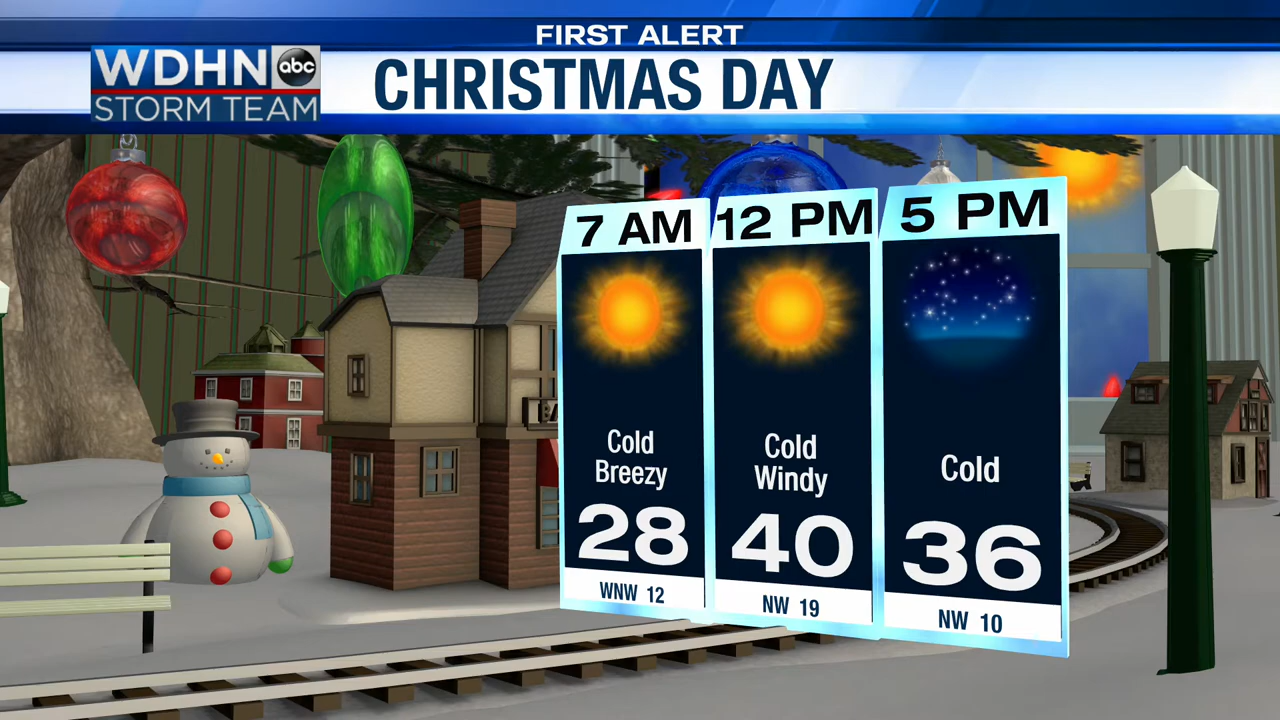 FIRST ALERT
WDHN abc
STORM TEAM
CHRISTMAS DAY
7 AM
Cold
Breezy
28
WNW 12
12 PM
Cold
Windy
40
NW 19
5 PM
Cold
36
NW 10